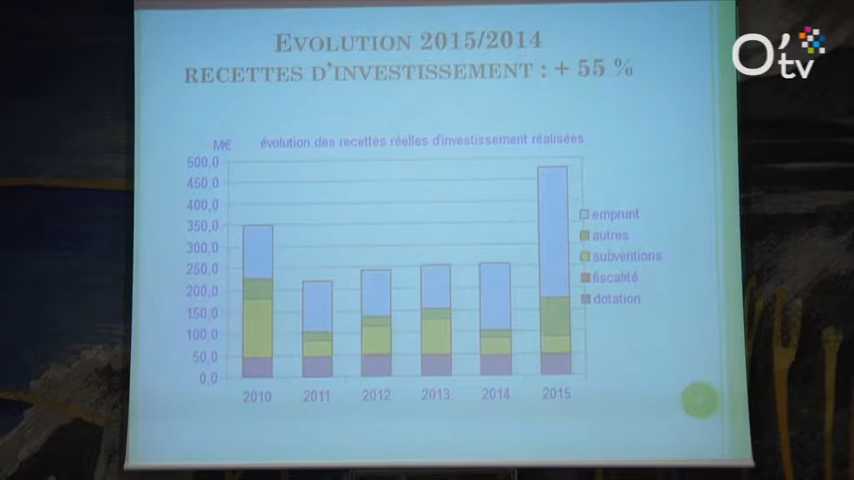 O'tv
EVOLUTION 2015/2014
RECETTES D'INVESTISSEMENT : + 55 %
M€ évolution des recettes réelles d'investissement réalisées
500,0
450,0
400,0
350,0
300,0
250,0
200,0
150,0
100,0
50,0
0,0
emprunt
autres
subventions
fiscalité
dotation
2010 2011 2012 2013 2014 2015